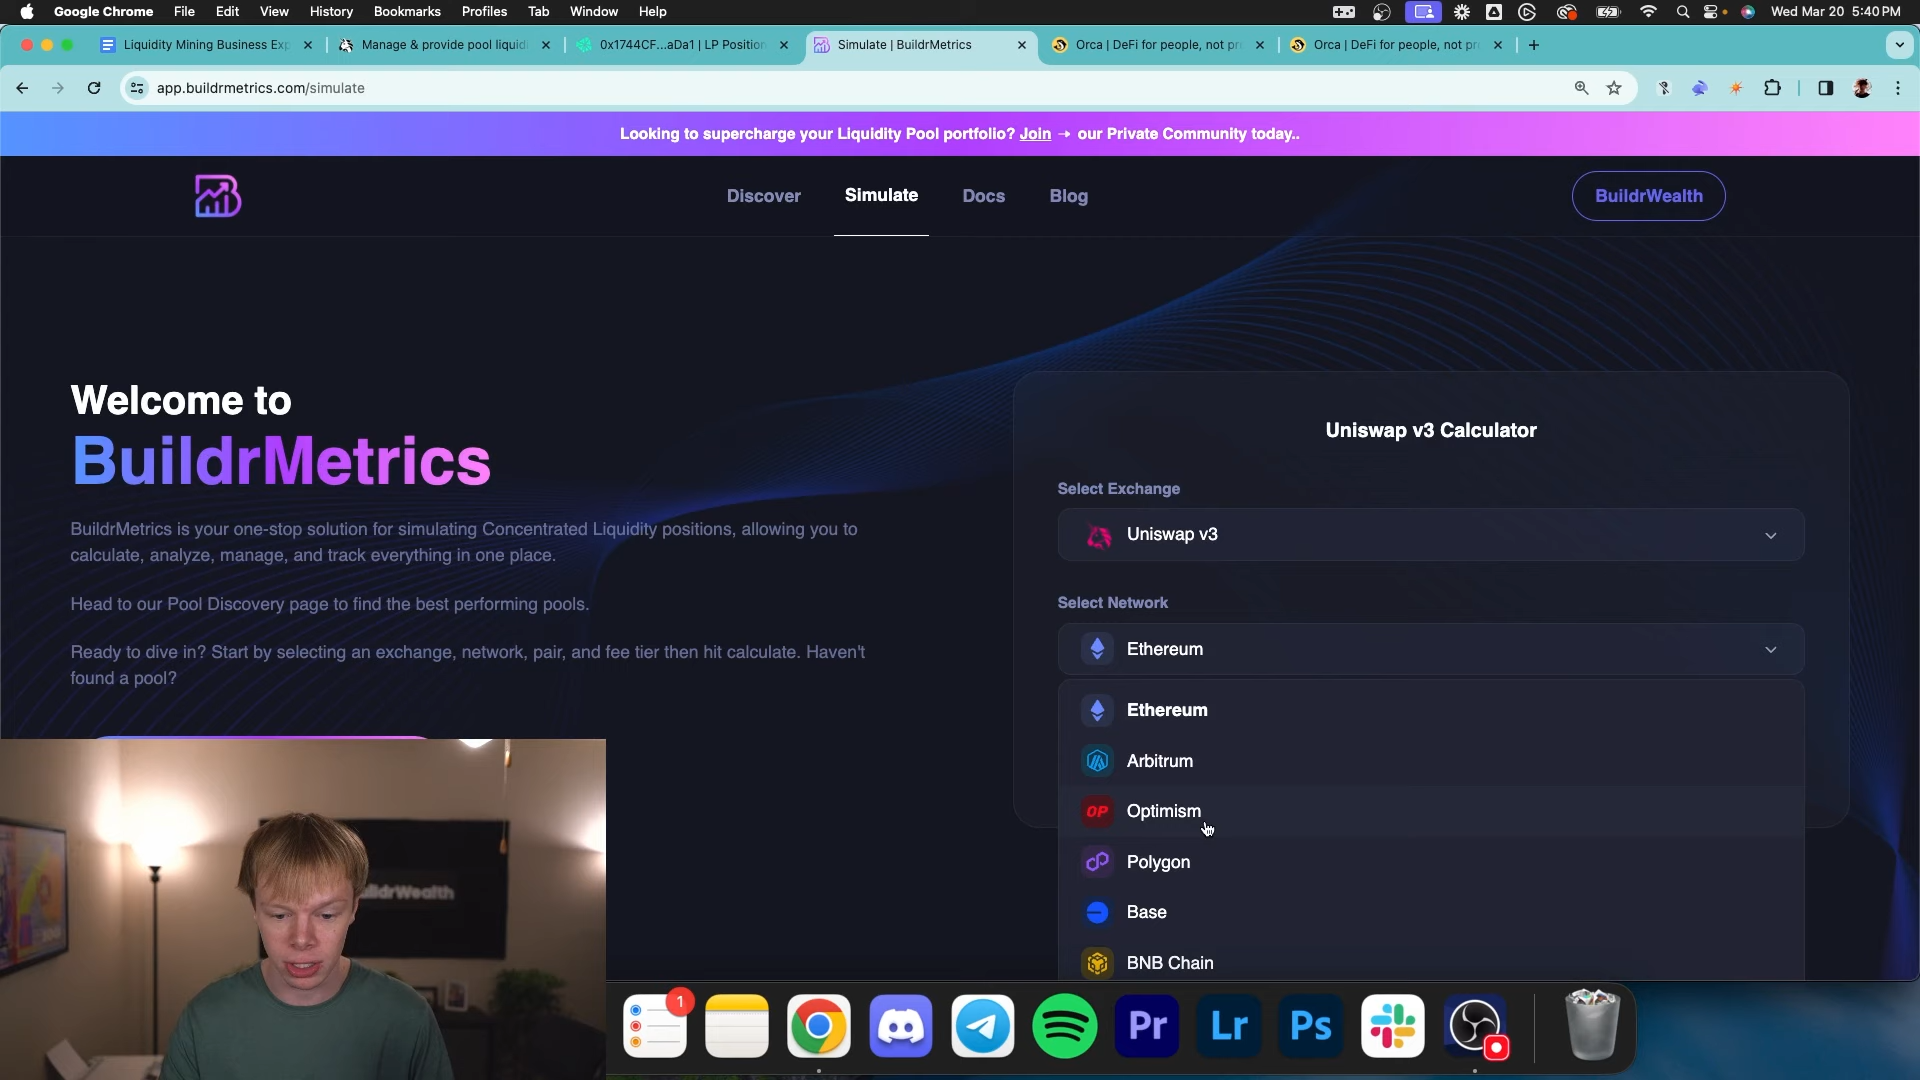 Google Chrome File Edit View History Bookmarks Profiles Tab Window Help Wed Mar 20 5:40 PM
Liquidity Mining Business Exp
Manage & provide pool liquidi
0x1744CF...aDa1 | LP Position
Simulate | BuildrMetrics
Orca | DeFi for people, not pr
Orca | DeFi for people, not pr
app.buildrmetrics.com/simulate
Looking to supercharge your Liquidity Pool portfolio? Join → our Private Community today..
Discover Simulate Docs Blog
BuildrWealth
Welcome to
BuildrMetrics
BuildrMetrics is your one-stop solution for simulating Concentrated Liquidity positions, allowing you to
calculate, analyze, manage, and track everything in one place.
Head to our Pool Discovery page to find the best performing pools.
Ready to dive in? Start by selecting an exchange, network, pair, and fee tier then hit calculate. Haven't
found a pool?
Uniswap v3 Calculator
Select Exchange
Uniswap v3
Select Network
Ethereum
Ethereum
Arbitrum
OP Optimism
Polygon
Base
BNB Chain
ildrWealth
1
Pr
Lr
Ps